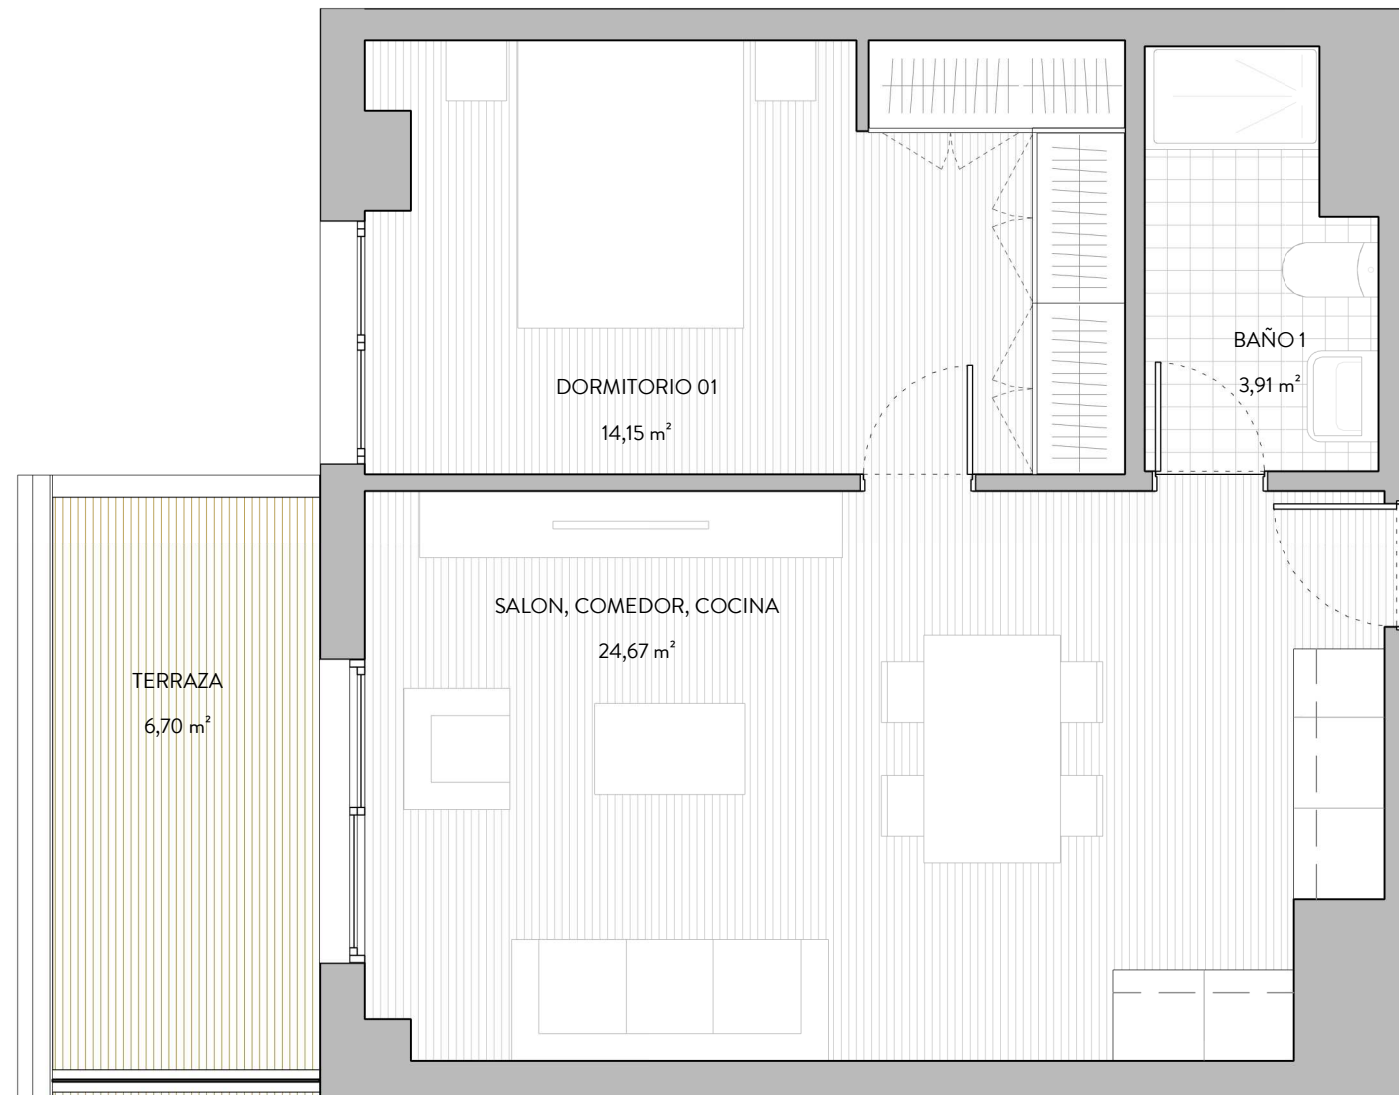 BAÑO 1
3,91 m²
DORMITORIO 01
14,15 m²
SALON, COMEDOR, COCINA
24,67 m²
TERRAZA
6,70 m²